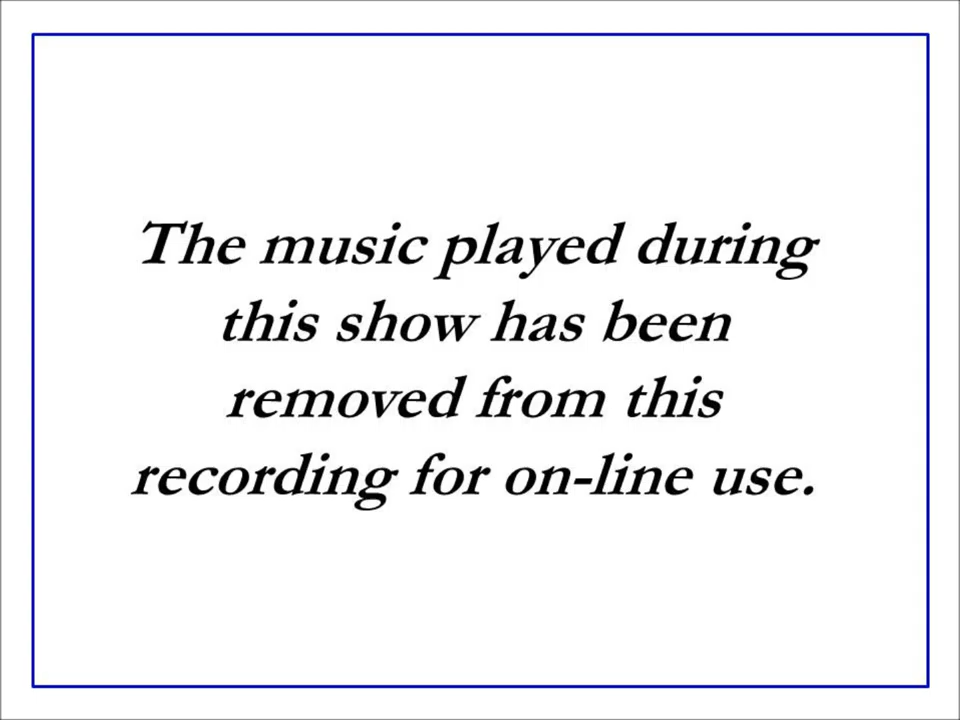 The music played during
this show has been
removed from this
recording for on-line use.